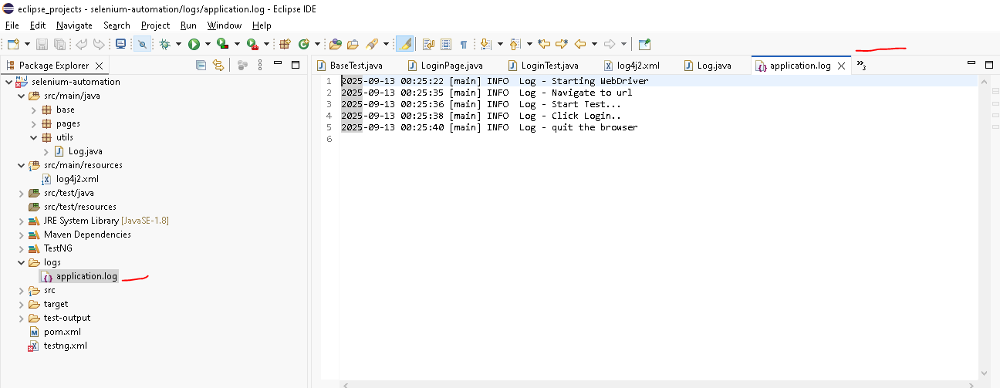 eclipse_projects - selenium-automation/logs/application.log - Eclipse IDE
File Edit Navigate Search Project Run Window Help
Package Explorer
selenium-automation
src/main/java
base
pages
utils
Log.java
src/main/resources
log4j2.xml
src/test/java
src/test/resources
JRE System Library [JavaSE-1.8]
Maven Dependencies
TestNG
logs
application.log
src
target
test-output
pom.xml
testng.xml
BaseTest.java LoginPage.java LoginTest.java log4j2.xml Log.java application.log 3
1 2025-09-13 00:25:22 [main] INFO Log - Starting WebDriver
2 2025-09-13 00:25:35 [main] INFO Log - Navigate to url
3 2025-09-13 00:25:36 [main] INFO Log - Start Test...
4 2025-09-13 00:25:38 [main] INFO Log - Click Login..
5 2025-09-13 00:25:40 [main] INFO Log - quit the browser
6